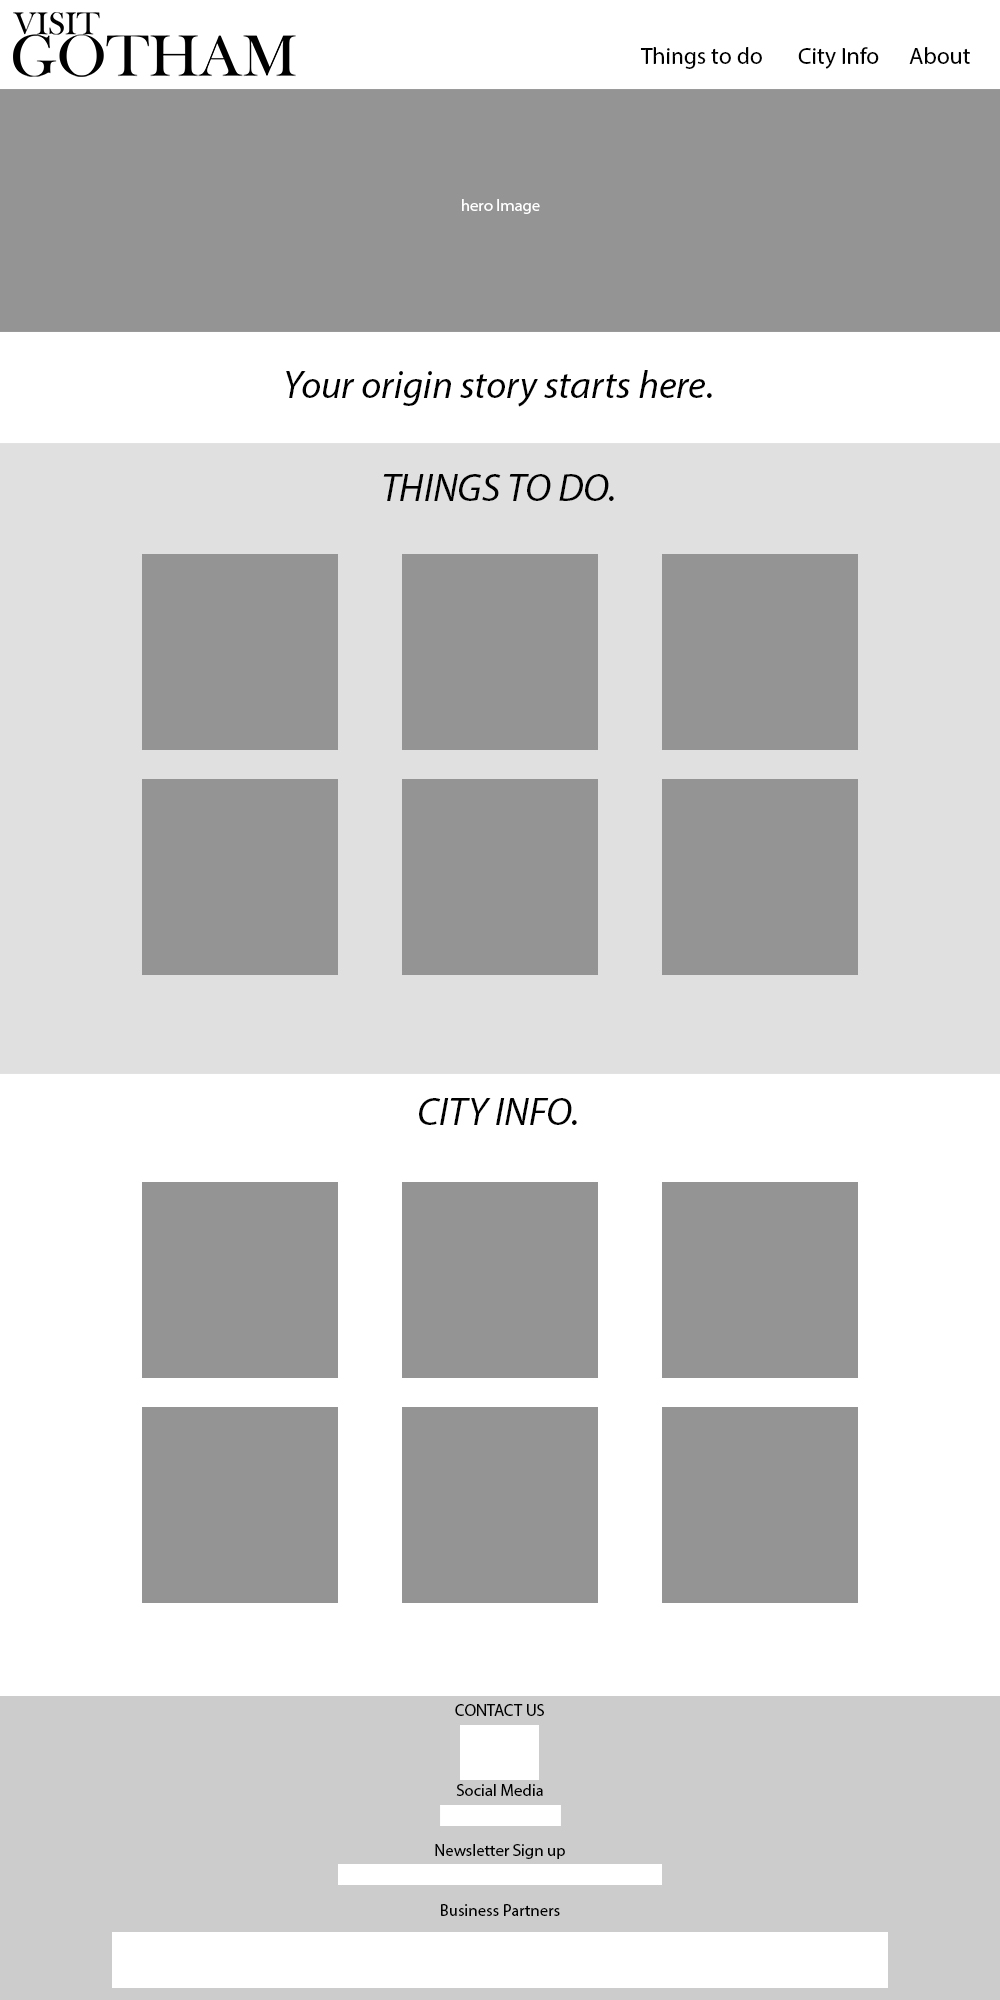 VISIT
GOTHAM
Things to do City Info About
hero Image
Your origin story starts here.
THINGS TO DO.
CITY INFO.
CONTACT US
Social Media
Newsletter Sign up
Business Partners